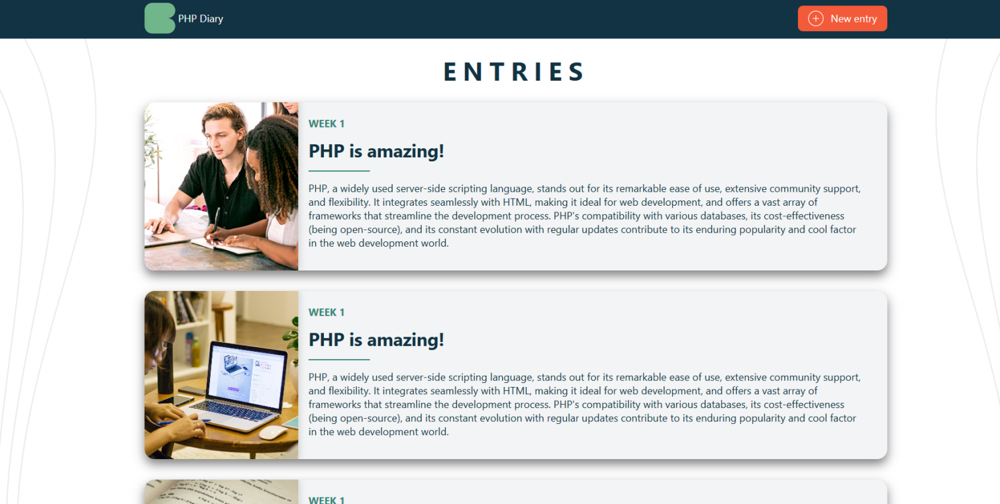 PHP Diary
New entry
ENTRIES
WEEK 1
PHP is amazing!
PHP, a widely used server-side scripting language, stands out for its remarkable ease of use, extensive community support,
and flexibility. It integrates seamlessly with HTML, making it ideal for web development, and offers a vast array of
frameworks that streamline the development process. PHP's compatibility with various databases, its cost-effectiveness
(being open-source), and its constant evolution with regular updates contribute to its enduring popularity and cool factor
in the web development world.
WEEK 1
PHP is amazing!
PHP, a widely used server-side scripting language, stands out for its remarkable ease of use, extensive community support,
and flexibility. It integrates seamlessly with HTML, making it ideal for web development, and offers a vast array of
frameworks that streamline the development process. PHP's compatibility with various databases, its cost-effectiveness
(being open-source), and its constant evolution with regular updates contribute to its enduring popularity and cool factor
in the web development world.
WEEK 1